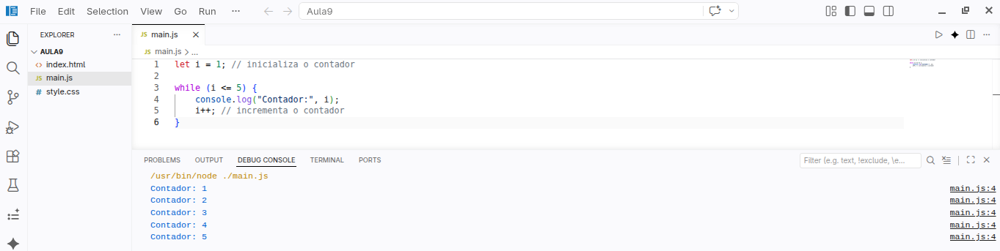 File Edit Selection View Go Run ··· Aula9
EXPLORER ···
AULA9
<> index.html
JS main.js
# style.css
JS main.js
JS main.js > ...
1 let i = 1; // inicializa o contador
2
3 while (i <= 5) {
4     console.log("Contador:", i);
5     i++; // incrementa o contador
6 }
PROBLEMS OUTPUT DEBUG CONSOLE TERMINAL PORTS Filter (e.g. text, !exclude, \e...
/usr/bin/node ./main.js
Contador: 1 main.js:4
Contador: 2 main.js:4
Contador: 3 main.js:4
Contador: 4 main.js:4
Contador: 5 main.js:4